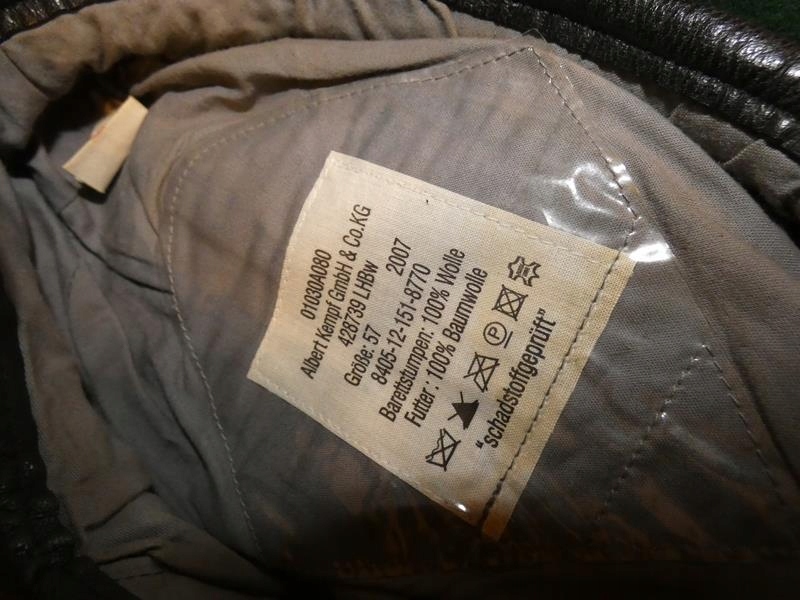 01030A080
Albert Kempf GmbH & Co.KG
428739 LHBw
Größe: 57 2007
8405-12-151-8770
Barettstumpen: 100% Wolle
Futter : 100% Baumwolle
P
"schadstoffgeprüft"